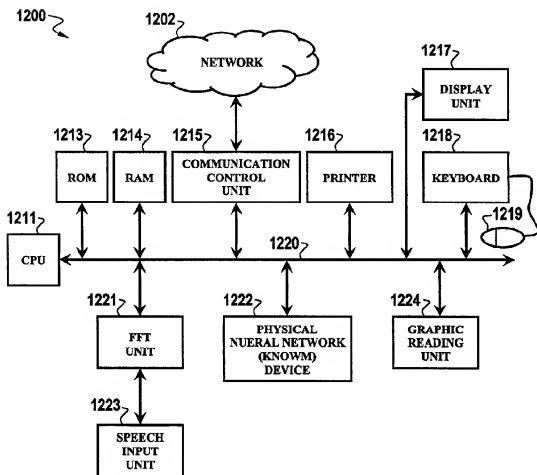 1200
1202
NETWORK
1217
DISPLAY
UNIT
1213
ROM
1214
RAM
1215
COMMUNICATION
CONTROL
UNIT
1216
PRINTER
1218
KEYBOARD
1219
1211
CPU
1220
1221
FFT
UNIT
1222
PHYSICAL
NUERAL NETWORK
(KNOWM)
DEVICE
1224
GRAPHIC
READING
UNIT
1223
SPEECH
INPUT
UNIT